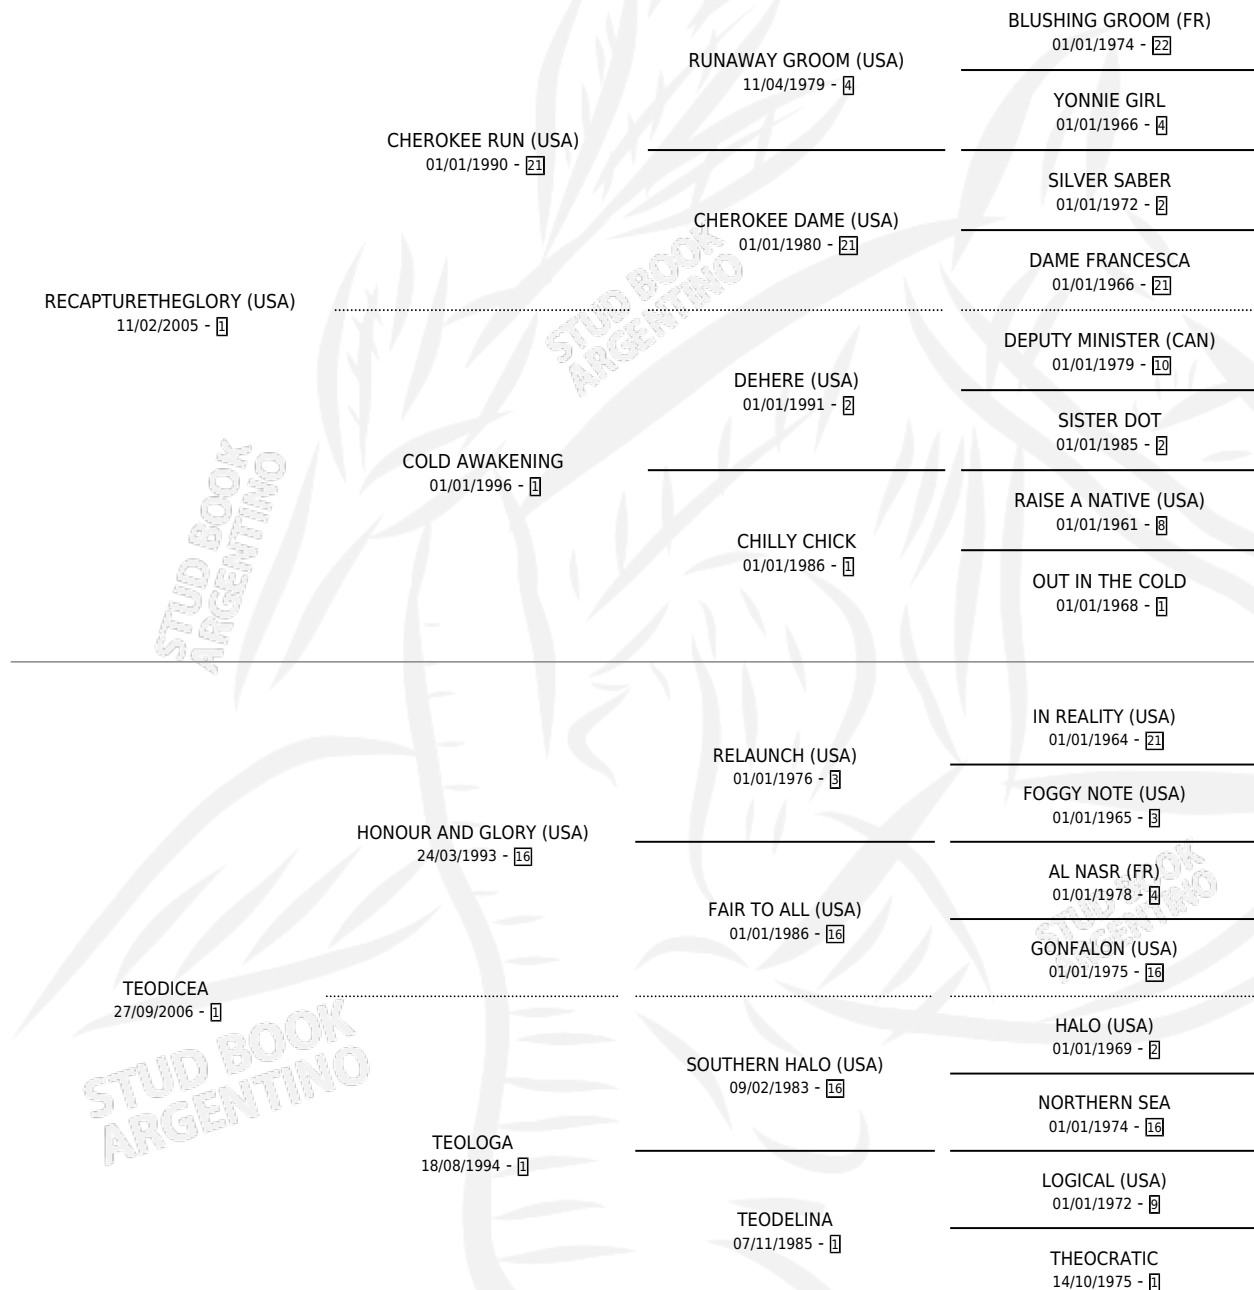 BLUSHING GROOM (FR)
01/01/1974 - 22
RUNAWAY GROOM (USA)
11/04/1979 - 4
YONNIE GIRL
01/01/1966 - 4
CHEROKEE RUN (USA)
01/01/1990 - 21
SILVER SABER
01/01/1972 - 2
CHEROKEE DAME (USA)
01/01/1980 - 21
DAME FRANCESCA
01/01/1966 - 21
RECAPTURETHEGLORY (USA)
11/02/2005 - 1
STUD BOOK
ARGENTINO
DEPUTY MINISTER (CAN)
01/01/1979 - 10
DEHERE (USA)
01/01/1991 - 2
SISTER DOT
01/01/1985 - 2
COLD AWAKENING
01/01/1996 - 1
STUD BOOK
ARGENTINO
RAISE A NATIVE (USA)
01/01/1961 - 8
CHILLY CHICK
01/01/1986 - 1
OUT IN THE COLD
01/01/1968 - 1
IN REALITY (USA)
01/01/1964 - 21
RELAUNCH (USA)
01/01/1976 - 3
FOGGY NOTE (USA)
01/01/1965 - 3
HONOUR AND GLORY (USA)
24/03/1993 - 16
AL NASR (FR)
01/01/1978 - 4
STUD BOOK
ARGENTINO
FAIR TO ALL (USA)
01/01/1986 - 16
GONFALON (USA)
01/01/1975 - 16
TEODICEA
27/09/2006 - 1
STUD BOOK
ARGENTINO
HALO (USA)
01/01/1969 - 2
SOUTHERN HALO (USA)
09/02/1983 - 16
NORTHERN SEA
01/01/1974 - 16
TEOLOGA
18/08/1994 - 1
LOGICAL (USA)
01/01/1972 - 9
TEODELINA
07/11/1985 - 1
THEOCRATIC
14/10/1975 - 1